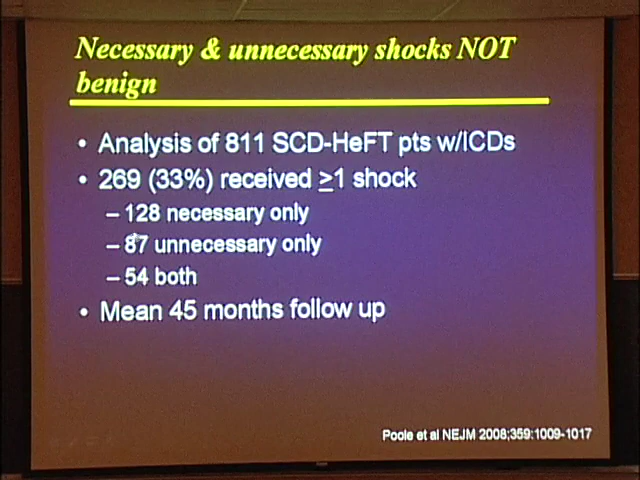 Necessary & unnecessary shocks NOT
benign
• Analysis of 811 SCD-HeFT pts w/ICDs
• 269 (33%) received ≥1 shock
– 128 necessary only
– 87 unnecessary only
– 54 both
• Mean 45 months follow up
Poole et al NEJM 2008;359:1009-1017